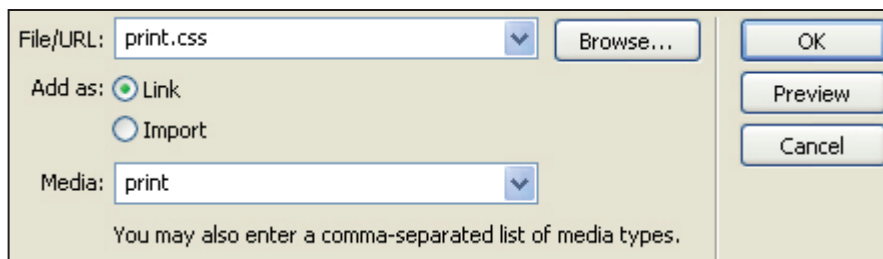 File/URL: print.css Browse... OK
Add as: Link Preview
Import Cancel
Media: print
You may also enter a comma-separated list of media types.